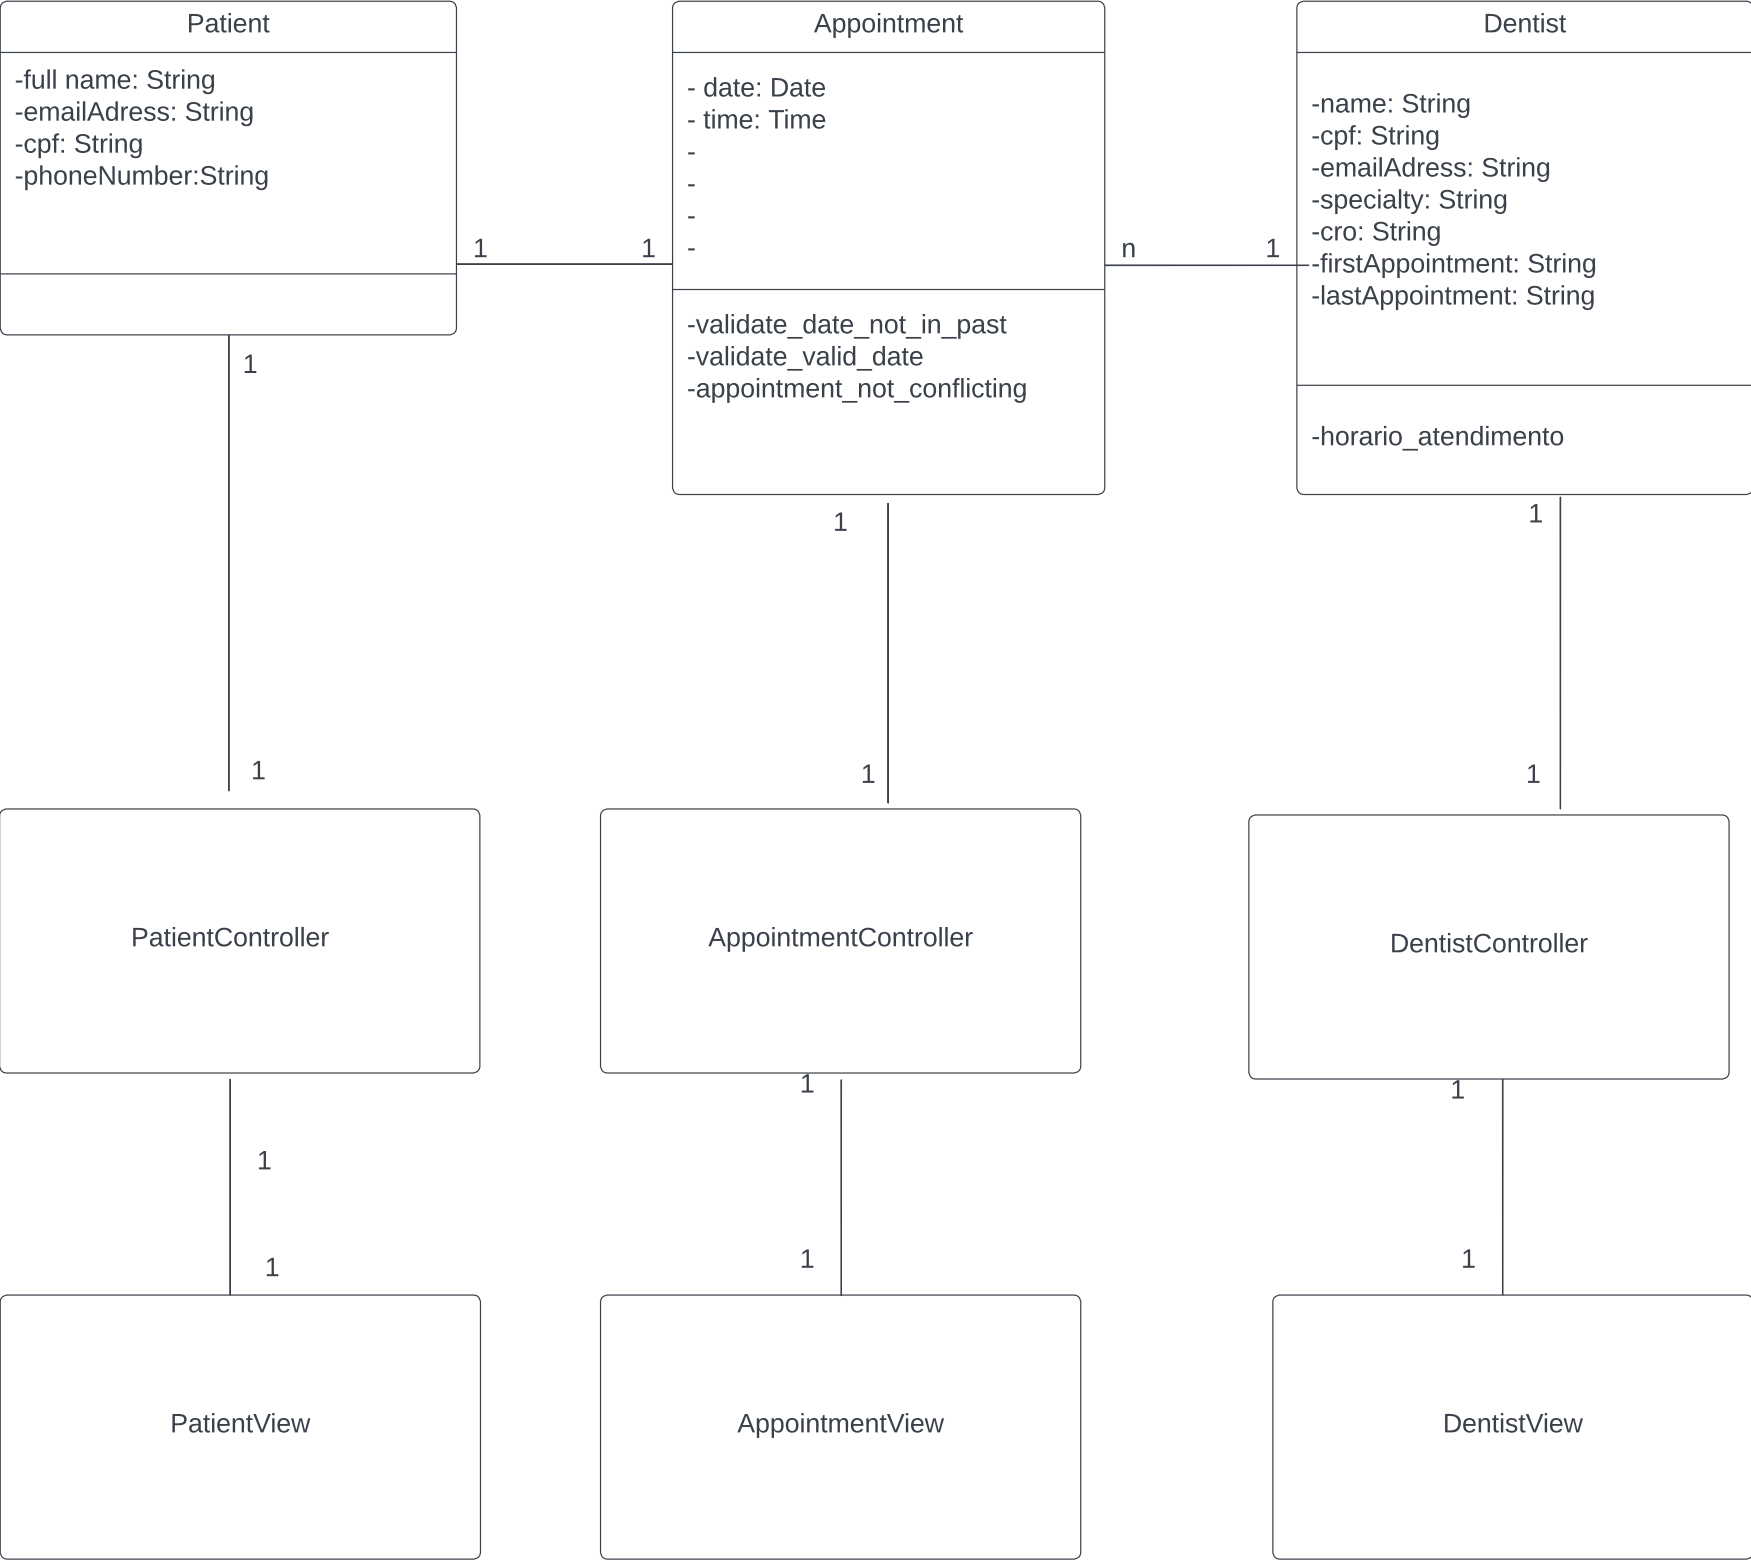 Patient
-full name: String
-emailAdress: String
-cpf: String
-phoneNumber:String
Appointment
- date: Date
- time: Time
-
-
-
-
-validate_date_not_in_past
-validate_valid_date
-appointment_not_conflicting
Dentist
-name: String
-cpf: String
-emailAdress: String
-specialty: String
-cro: String
-firstAppointment: String
-lastAppointment: String
-horario_atendimento
1
1
n
1
1
1
1
1
1
1
PatientController
AppointmentController
DentistController
1
1
1
1
1
1
PatientView
AppointmentView
DentistView